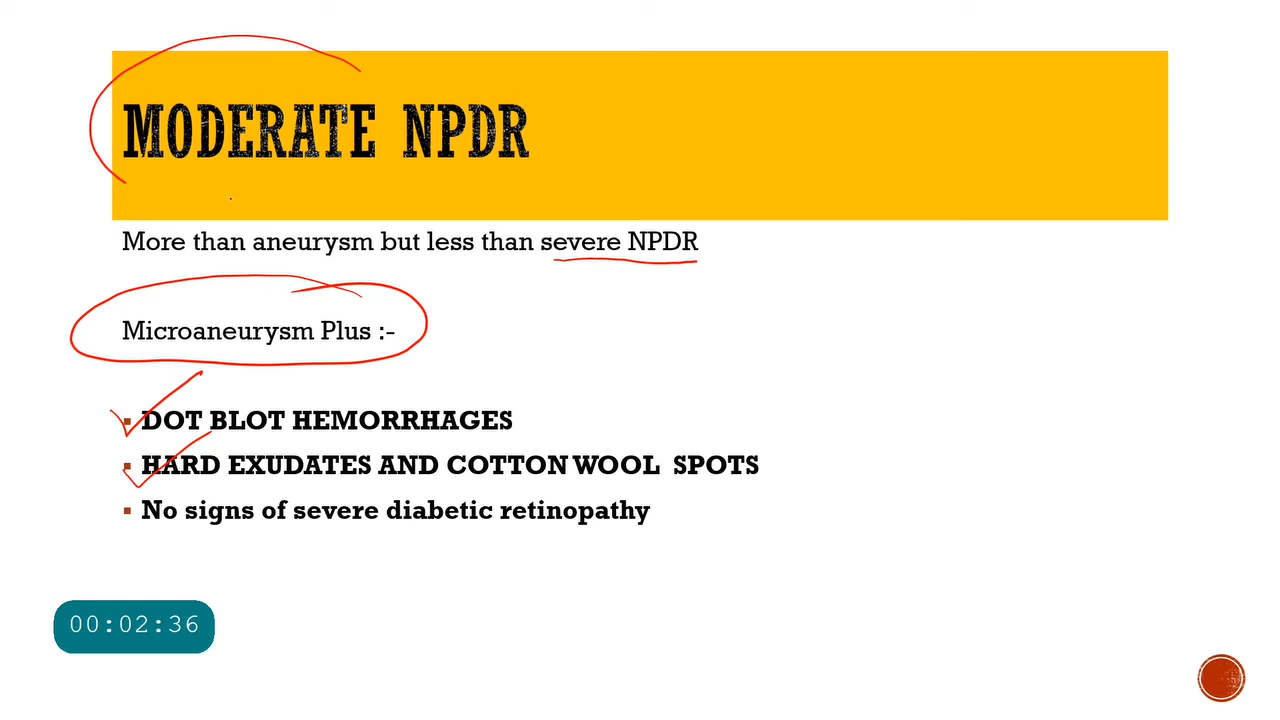 MODERATE NPDR
More than aneurysm but less than severe NPDR
Microaneurysm Plus :-
▪ DOT BLOT HEMORRHAGES
▪ HARD EXUDATES AND COTTON WOOL SPOTS
▪ No signs of severe diabetic retinopathy
00:02:36